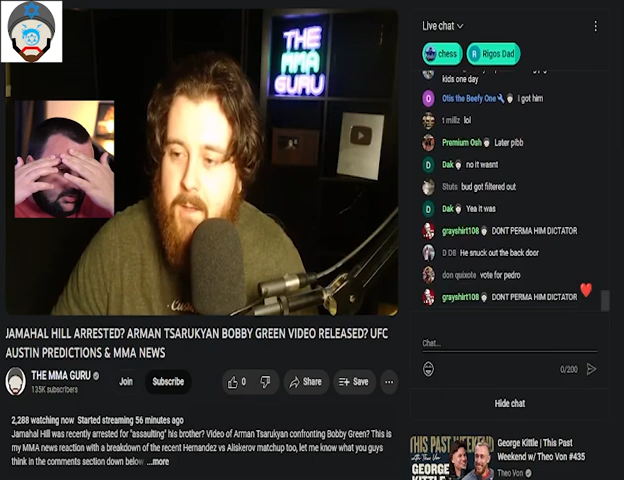 THE
MMA
GURU
JAMAHAL HILL ARRESTED? ARMAN TSARUKYAN BOBBY GREEN VIDEO RELEASED? UFC
AUSTIN PREDICTIONS & MMA NEWS
THE MMA GURU
135K subscribers
Join
Subscribe
0
Share
Save
2,288 watching now Started streaming 56 minutes ago
Jamahal Hill was recently arrested for "assaulting" his brother? Video of Arman Tsarukyan confronting Bobby Green? This is
my MMA news reaction with a breakdown of the recent Hernandez vs Aliskerov matchup too, let me know what you guys
think in the comments section down below ...more
Live chat
chess
R Rigos Dad
kids one day
O Otis the Beefy One I got him
t millz lol
Premium Osh Later pibb
D Dak no it wasnt
Stuts bud got filtered out
D Dak Yea it was
grayshirt108 DONT PERMA HIM DICTATOR
D D8 He snuck out the back door
don quixote vote for pedro
grayshirt108 DONT PERMA HIM DICTATOR
Chat...
0/200
Hide chat
THIS PAST WEEKEND
GEORGE
KITTLE
George Kittle | This Past
Weekend w/ Theo Von #435
Theo Von